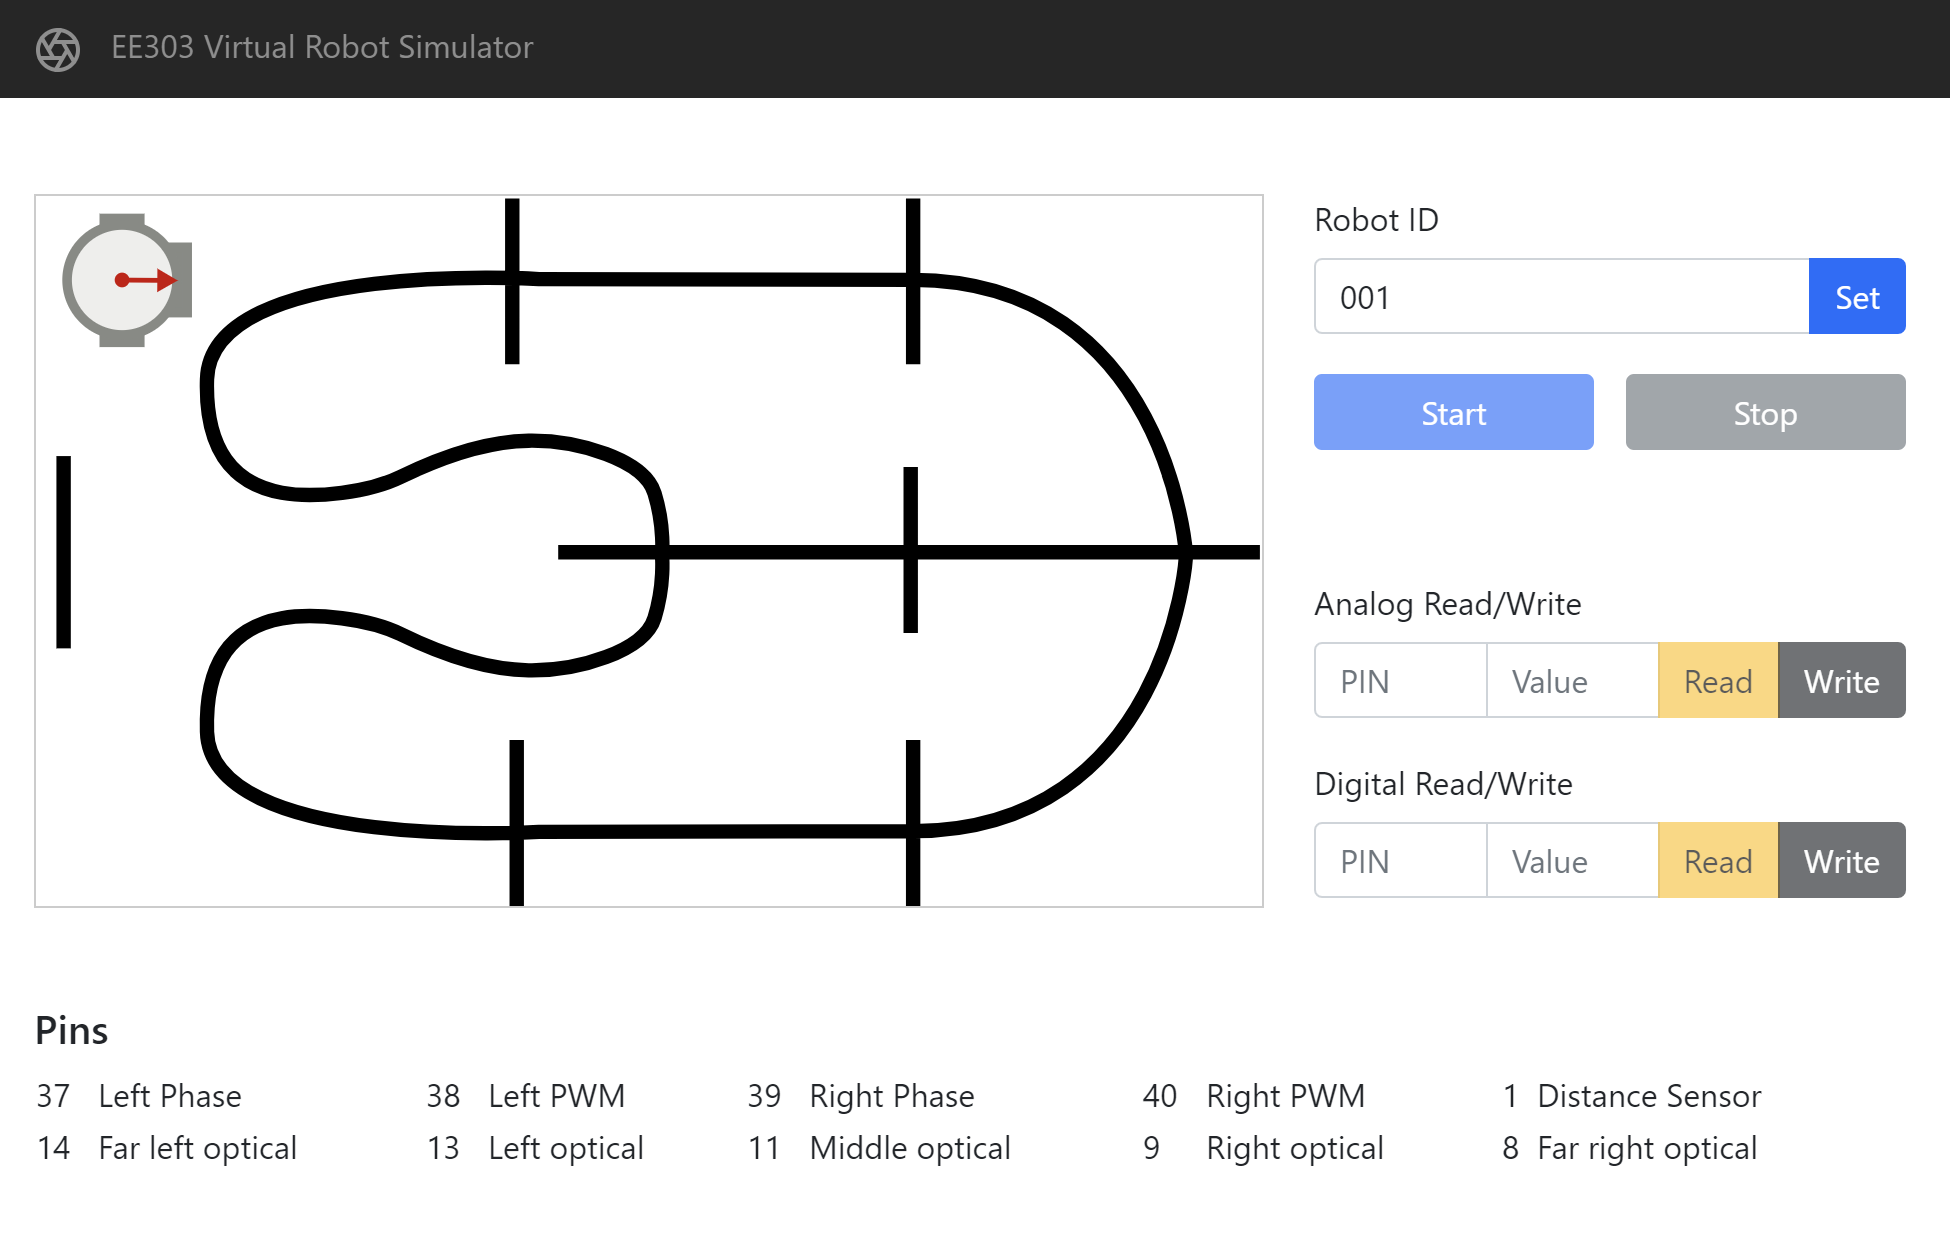 EE303 Virtual Robot Simulator
Robot ID
001 Set
Start Stop
Analog Read/Write
PIN Value Read Write
Digital Read/Write
PIN Value Read Write
Pins
37 Left Phase 38 Left PWM 39 Right Phase 40 Right PWM 1 Distance Sensor
14 Far left optical 13 Left optical 11 Middle optical 9 Right optical 8 Far right optical